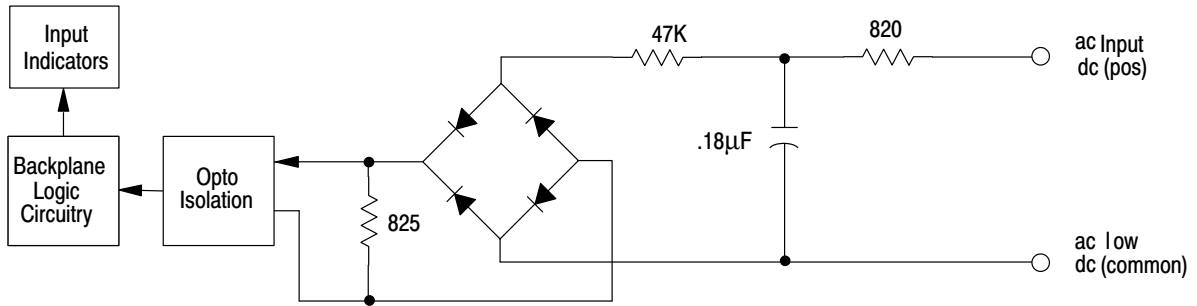 Input
Indicators
Backplane
Logic
Circuitry
Opto
Isolation
825
47K
820
.18µF
ac Input
dc (pos)
ac low
dc (common)